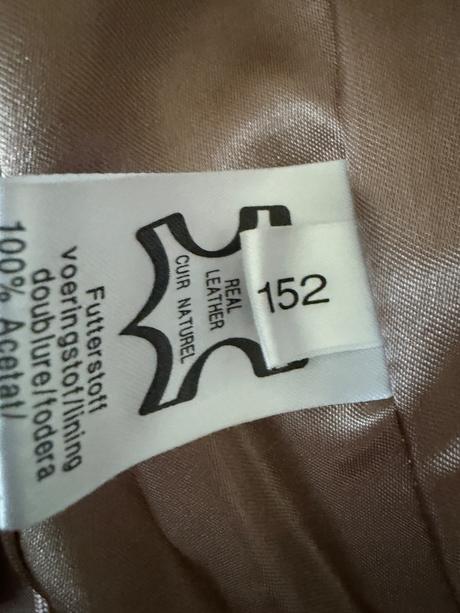 REAL
LEATHER
CUIR NATUREL
152
Futterstoff
voeringstof/lining
doublure/fodera
100% Acetat/